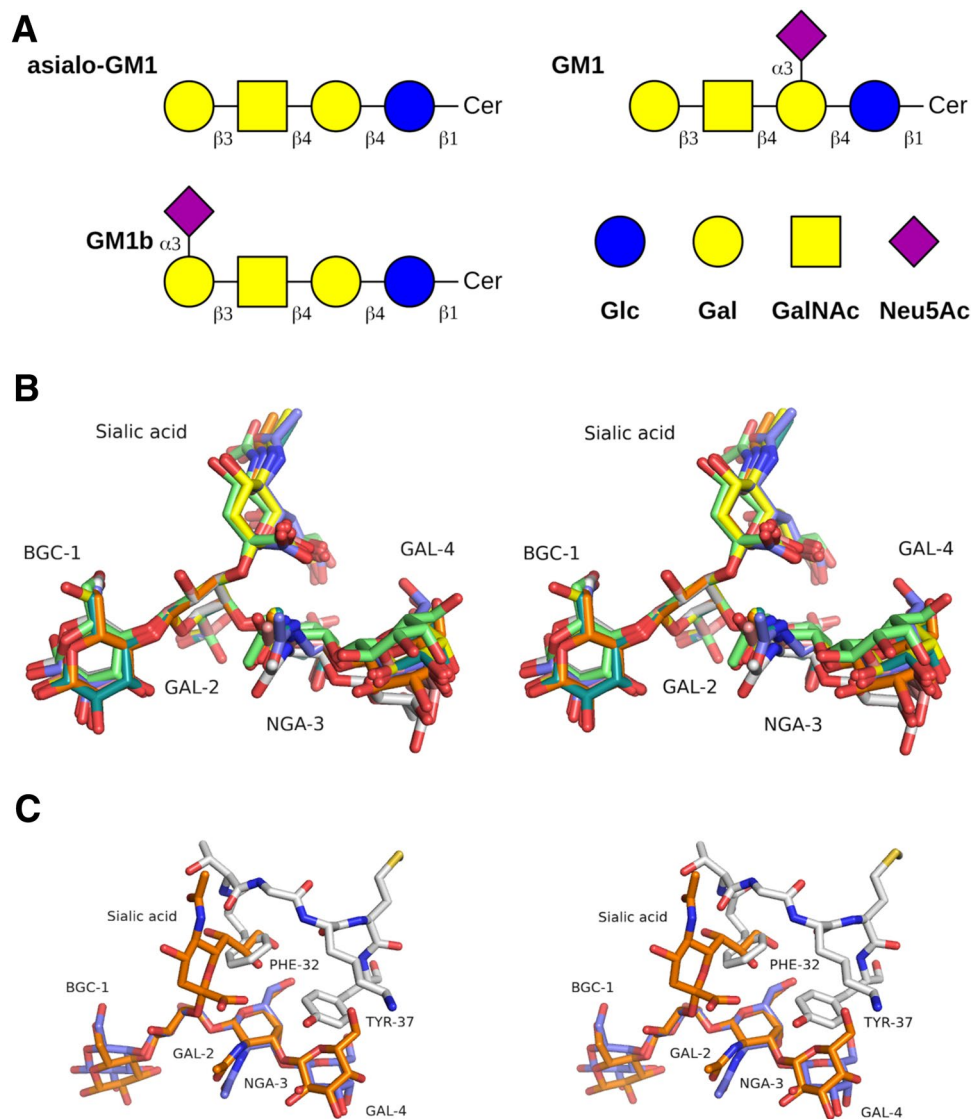 A
asialo-GM1
β3 β4 β4 β1 Cer
GM1
α3
β3 β4 β4 β1 Cer
GM1b α3
β3 β4 β4 β1 Cer
Glc Gal GalNAc Neu5Ac
B
Sialic acid
BGC-1
GAL-4
GAL-2
NGA-3
Sialic acid
BGC-1
GAL-4
GAL-2
NGA-3
C
Sialic acid
PHE-32
BGC-1
TYR-37
GAL-2
NGA-3
GAL-4
Sialic acid
PHE-32
BGC-1
TYR-37
GAL-2
NGA-3
GAL-4